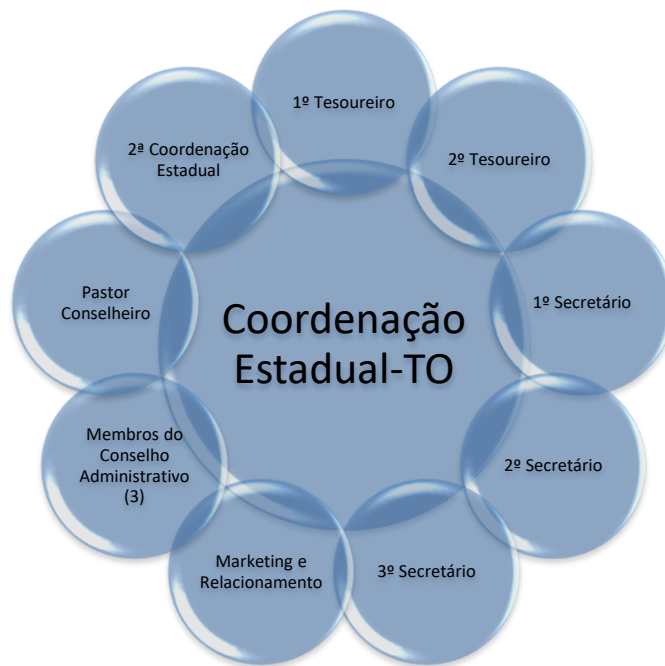 1º Tesoureiro
2º Tesoureiro
1º Secretário
2º Secretário
3º Secretário
Marketing e
Relacionamento
Membros do
Conselho
Administrativo
(3)
Pastor
Conselheiro
2ª Coordenação
Estadual
Coordenação
Estadual-TO